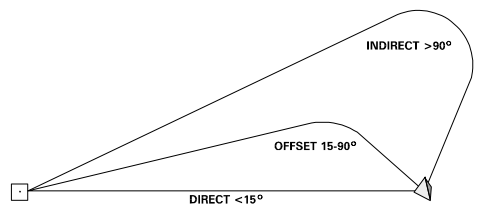 INDIRECT >90°
OFFSET 15-90°
DIRECT <15°